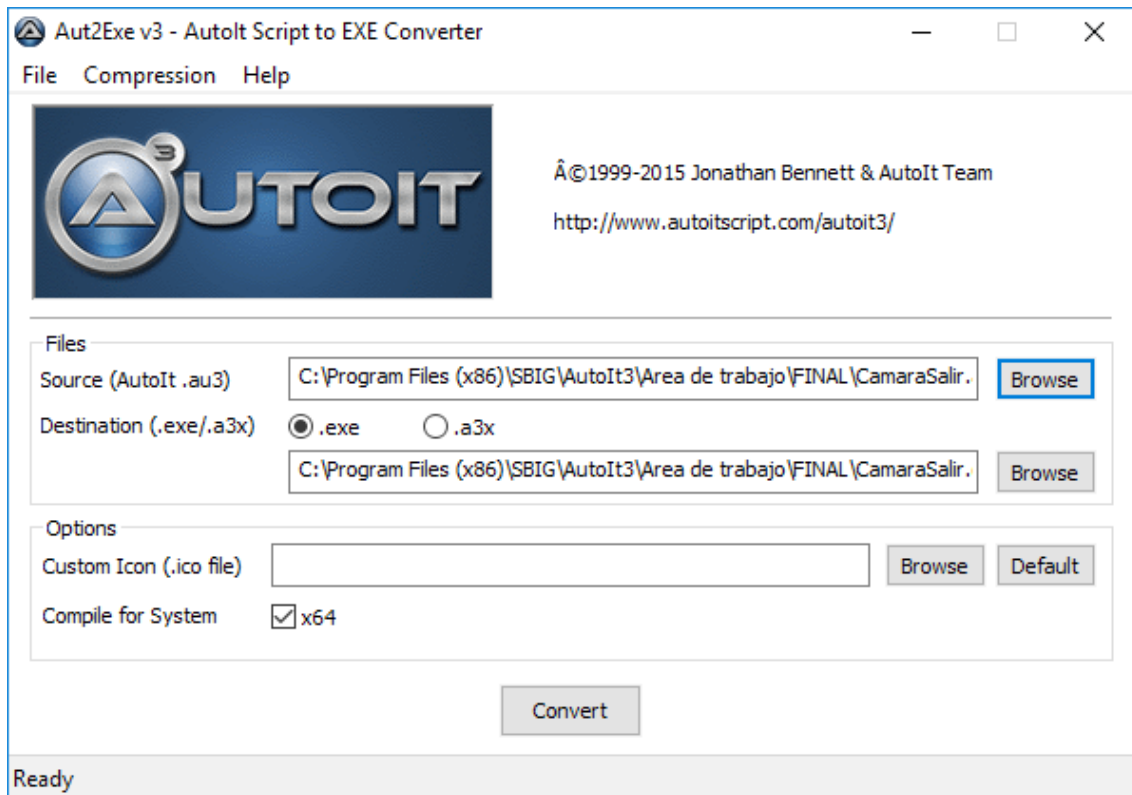 Aut2Exe v3 - AutoIt Script to EXE Converter
File Compression Help
AUTOIT 3
Â©1999-2015 Jonathan Bennett & AutoIt Team
http://www.autoitscript.com/autoit3/
Files
Source (AutoIt .au3) C:\Program Files (x86)\SBIG\AutoIt3\Area de trabajo\FINAL\CamaraSalir. Browse
Destination (.exe/.a3x) .exe .a3x
C:\Program Files (x86)\SBIG\AutoIt3\Area de trabajo\FINAL\CamaraSalir. Browse
Options
Custom Icon (.ico file) Browse Default
Compile for System x64
Convert
Ready